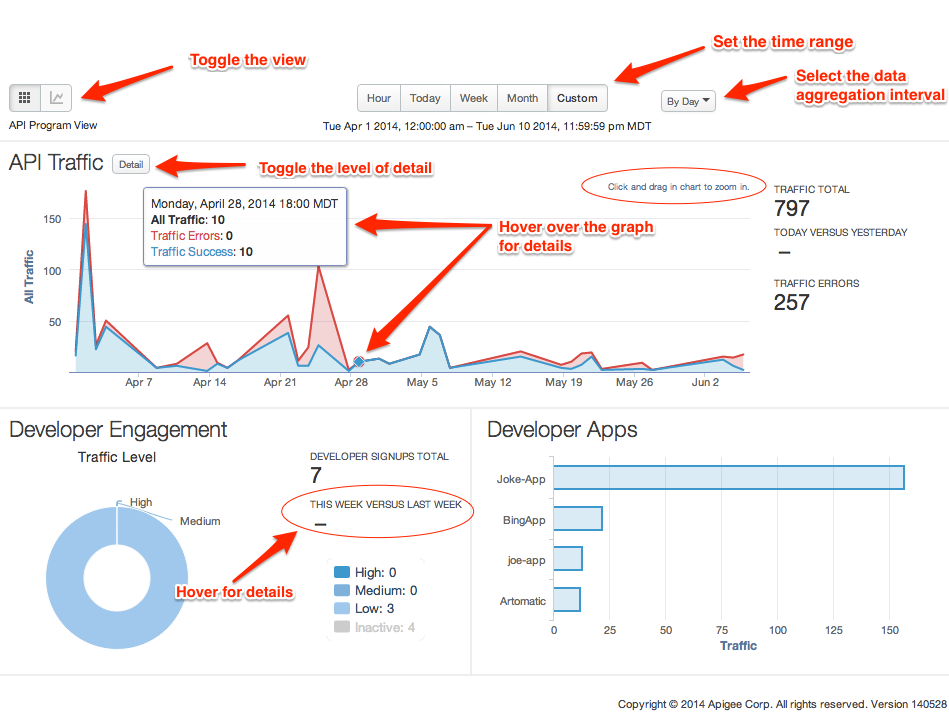 Set the time range
Toggle the view
Select the data
aggregation interval
Hour Today Week Month Custom
By Day
API Program View
Tue Apr 1 2014, 12:00:00 am – Tue Jun 10 2014, 11:59:59 pm MDT
API Traffic Detail
Toggle the level of detail
Click and drag in chart to zoom in.
TRAFFIC TOTAL
797
TODAY VERSUS YESTERDAY
–
TRAFFIC ERRORS
257
Monday, April 28, 2014 18:00 MDT
All Traffic: 10
Traffic Errors: 0
Traffic Success: 10
Hover over the graph
for details
All Traffic
150
100
50
Apr 7 Apr 14 Apr 21 Apr 28 May 5 May 12 May 19 May 26 Jun 2
Developer Engagement
Traffic Level
High
Medium
DEVELOPER SIGNUPS TOTAL
7
THIS WEEK VERSUS LAST WEEK
–
Hover for details
High: 0
Medium: 0
Low: 3
Inactive: 4
Developer Apps
Joke-App
BingApp
joe-app
Artomatic
0 25 50 75 100 125 150
Traffic
Copyright © 2014 Apigee Corp. All rights reserved. Version 140528